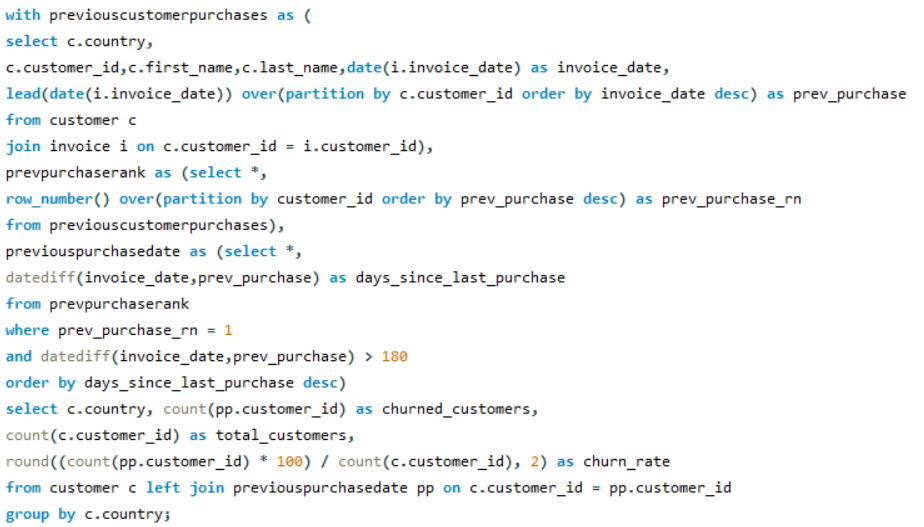 with previouscustomerpurchases as (
select c.country,
c.customer_id,c.first_name,c.last_name,date(i.invoice_date) as invoice_date,
lead(date(i.invoice_date)) over(partition by c.customer_id order by invoice_date desc) as prev_purchase
from customer c
join invoice i on c.customer_id = i.customer_id),
prevpurchaserank as (select *,
row_number() over(partition by customer_id order by prev_purchase desc) as prev_purchase_rn
from previouscustomerpurchases),
previouspurchasedate as (select *,
datediff(invoice_date,prev_purchase) as days_since_last_purchase
from prevpurchaserank
where prev_purchase_rn = 1
and datediff(invoice_date,prev_purchase) > 180
order by days_since_last_purchase desc)
select c.country, count(pp.customer_id) as churned_customers,
count(c.customer_id) as total_customers,
round((count(pp.customer_id) * 100) / count(c.customer_id), 2) as churn_rate
from customer c left join previouspurchasedate pp on c.customer_id = pp.customer_id
group by c.country;